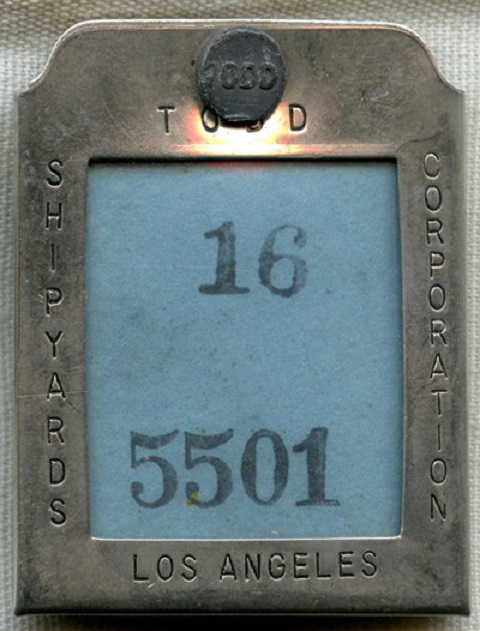 TODD
TODD
SHIPYARDS
CORPORATION
16
5501
LOS ANGELES